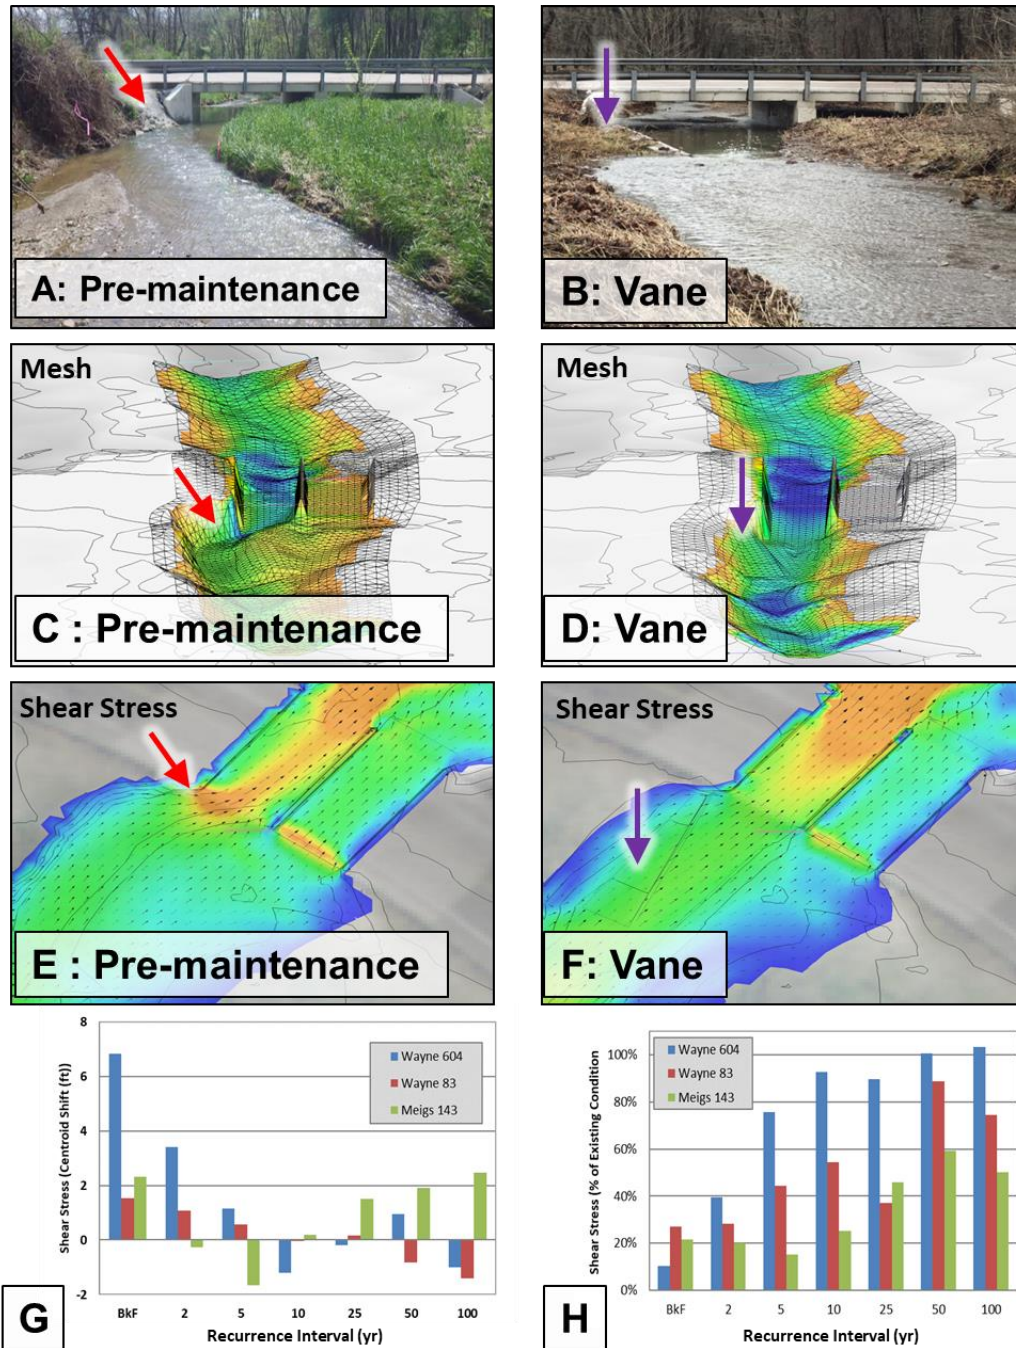 A: Pre-maintenance
B: Vane
Mesh
C : Pre-maintenance
Mesh
D: Vane
Shear Stress
E : Pre-maintenance
Shear Stress
F: Vane
Shear Stress (Centroid Shift (ft))
8
6
4
2
0
-2
Wayne 604
Wayne 83
Meigs 143
BkF 2 5 10 25 50 100
Recurrence Interval (yr)
G
Shear Stress (% of Existing Condition
100%
80%
60%
40%
20%
0%
Wayne 604
Wayne 83
Meigs 143
BkF 2 5 10 25 50 100
Recurrence Interval (yr)
H